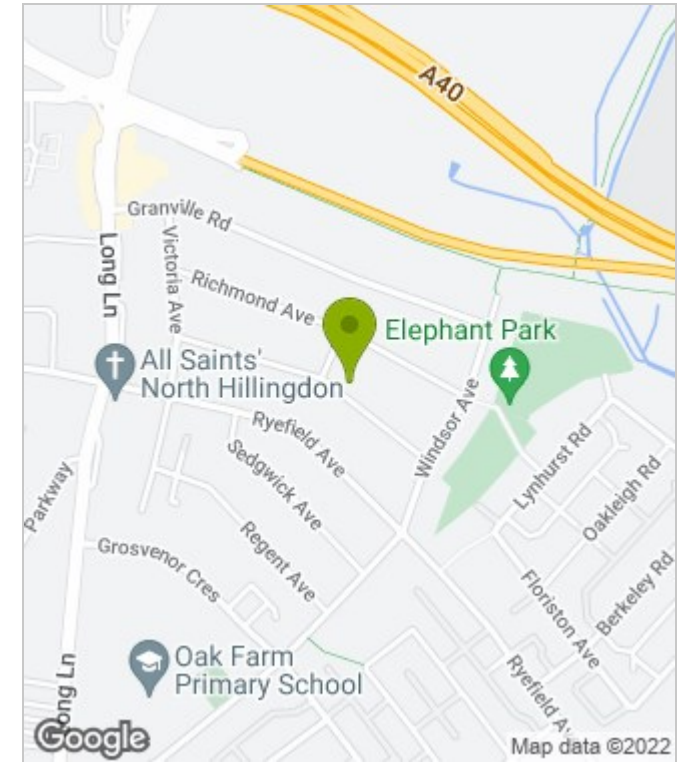 A40
Granville Rd
Victoria Ave
Long Ln
Richmond Ave
Elephant Park
All Saints'
North Hillingdon
Ryefield Ave
Windsor Ave
Sedgwick Ave
Lynhurst Rd
Oakleigh Rd
Parkway
Regent Ave
Grosvenor Cres
Berkeley Rd
Floriston Ave
Oak Farm
Primary School
Long Ln
Ryefield Av
Google
Map data ©2022